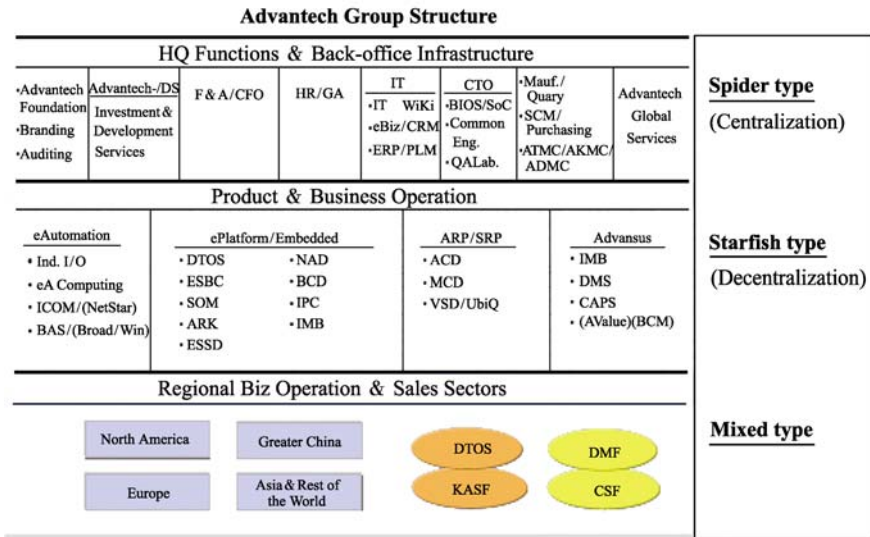 Advantech Group Structure
HQ Functions & Back-office Infrastructure
·Advantech
Foundation
·Branding
·Auditing
Advantech-/DS
Investment &
Development
Services
F & A/CFO
HR/GA
IT
·IT WiKi
·eBiz/CRM
·ERP/PLM
CTO
·BIOS/SoC
·Common
Eng.
·QALab.
·Mauf./
Quary
·SCM/
Purchasing
·ATMC/AKMC/
ADMC
Advantech
Global
Services
Spider type
(Centralization)
Product & Business Operation
eAutomation
· Ind. I/O
· eA Computing
· ICOM/(NetStar)
· BAS/(Broad/Win)
ePlatform/Embedded
· DTOS
· ESBC
· SOM
· ARK
· ESSD
· NAD
· BCD
· IPC
· IMB
ARP/SRP
· ACD
· MCD
· VSD/UbiQ
Advansus
· IMB
· DMS
· CAPS
· (AValue)(BCM)
Starfish type
(Decentralization)
Regional Biz Operation & Sales Sectors
North America
Greater China
Europe
Asia & Rest of
the World
DTOS
KASF
DMF
CSF
Mixed type